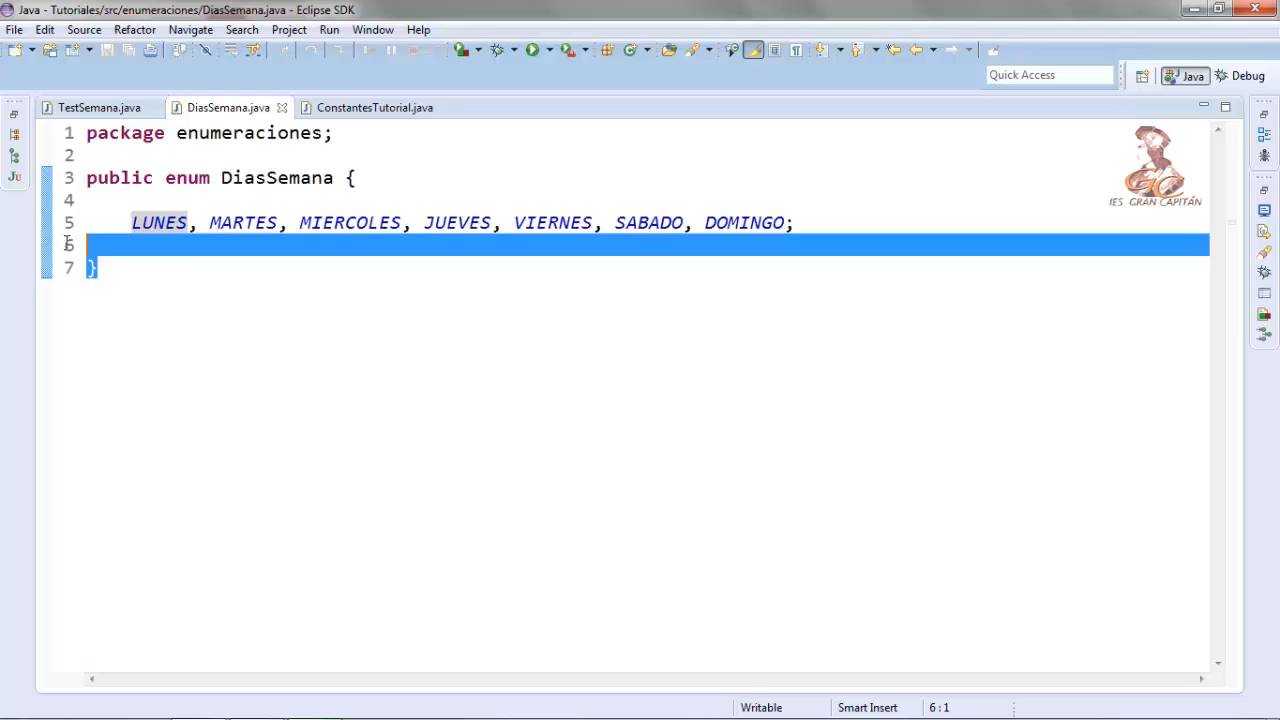 Java - Tutoriales/src/enumeraciones/DiasSemana.java - Eclipse SDK
File Edit Source Refactor Navigate Search Project Run Window Help
Quick Access
Java
Debug
TestSemana.java
DiasSemana.java
ConstantesTutorial.java
1 package enumeraciones;
2
3 public enum DiasSemana {
4
5 LUNES, MARTES, MIERCOLES, JUEVES, VIERNES, SABADO, DOMINGO;
6
7 }
IES GRAN CAPITÁN
Writable
Smart Insert
6 : 1